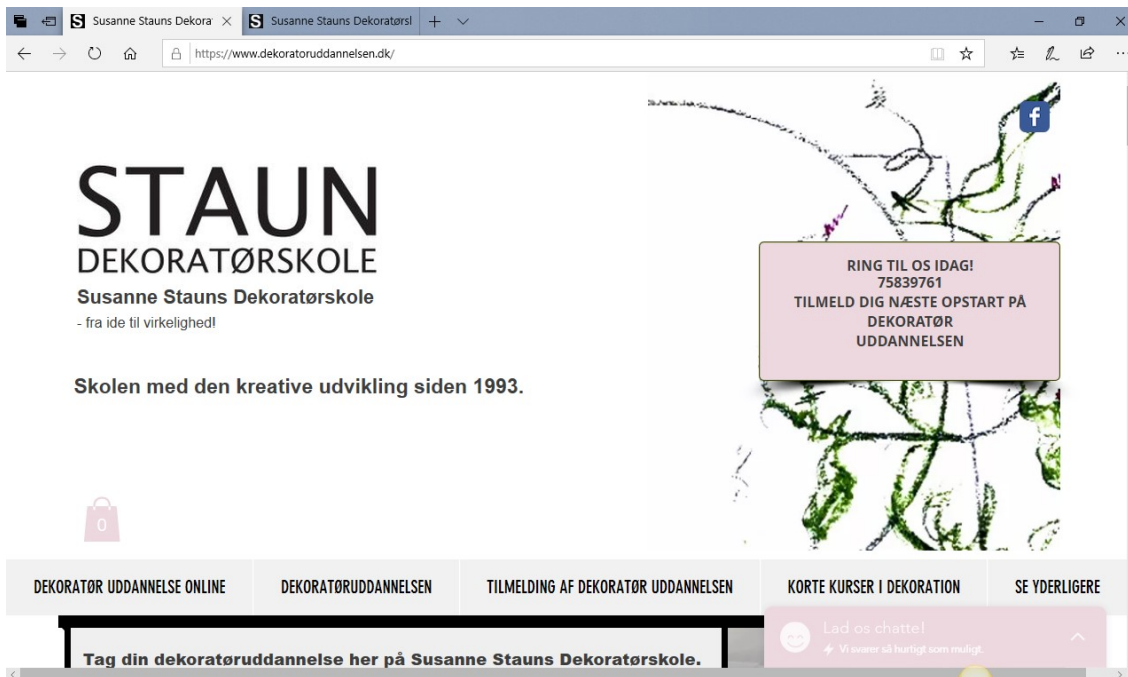 Susanne Stauns Dekorat
Susanne Stauns Dekoratørsl
https://www.dekoratoruddannelsen.dk/
f
STAUN
DEKORATØRSKOLE
Susanne Stauns Dekoratørskole
- fra ide til virkelighed!
RING TIL OS IDAG!
75839761
TILMELD DIG NÆSTE OPSTART PÅ
DEKORATØR
UDDANNELSEN
Skolen med den kreative udvikling siden 1993.
0
DEKORATØR UDDANNELSE ONLINE
DEKORATØRUDDANNELSEN
TILMELDING AF DEKORATØR UDDANNELSEN
KORTE KURSER I DEKORATION
SE YDERLIGERE
Lad os chatte!
Vi svarer så hurtigt som muligt.
Tag din dekoratøruddannelse her på Susanne Stauns Dekoratørskole.